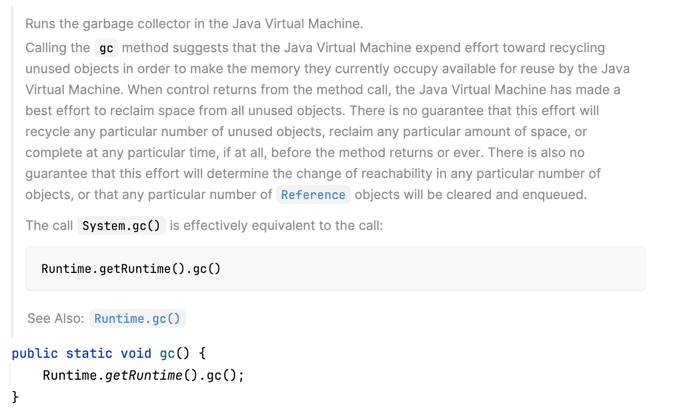 Runs the garbage collector in the Java Virtual Machine.
Calling the gc method suggests that the Java Virtual Machine expend effort toward recycling
unused objects in order to make the memory they currently occupy available for reuse by the Java
Virtual Machine. When control returns from the method call, the Java Virtual Machine has made a
best effort to reclaim space from all unused objects. There is no guarantee that this effort will
recycle any particular number of unused objects, reclaim any particular amount of space, or
complete at any particular time, if at all, before the method returns or ever. There is also no
guarantee that this effort will determine the change of reachability in any particular number of
objects, or that any particular number of Reference objects will be cleared and enqueued.
The call System.gc() is effectively equivalent to the call:
Runtime.getRuntime().gc()
See Also: Runtime.gc()
public static void gc() {
    Runtime.getRuntime().gc();
}